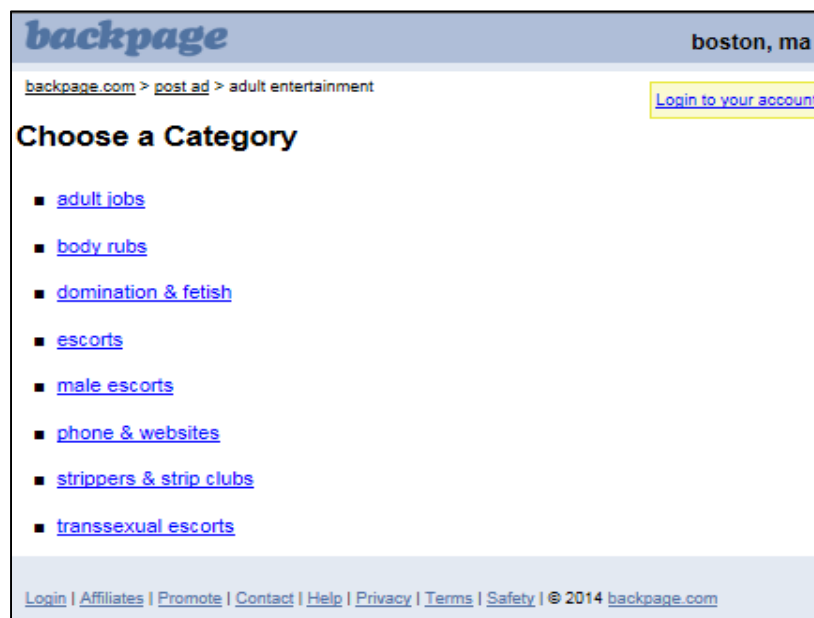 backpage
boston, ma
backpage.com > post ad > adult entertainment
Login to your account
Choose a Category
adult jobs
body rubs
domination & fetish
escorts
male escorts
phone & websites
strippers & strip clubs
transsexual escorts
Login | Affiliates | Promote | Contact | Help | Privacy | Terms | Safety | © 2014 backpage.com